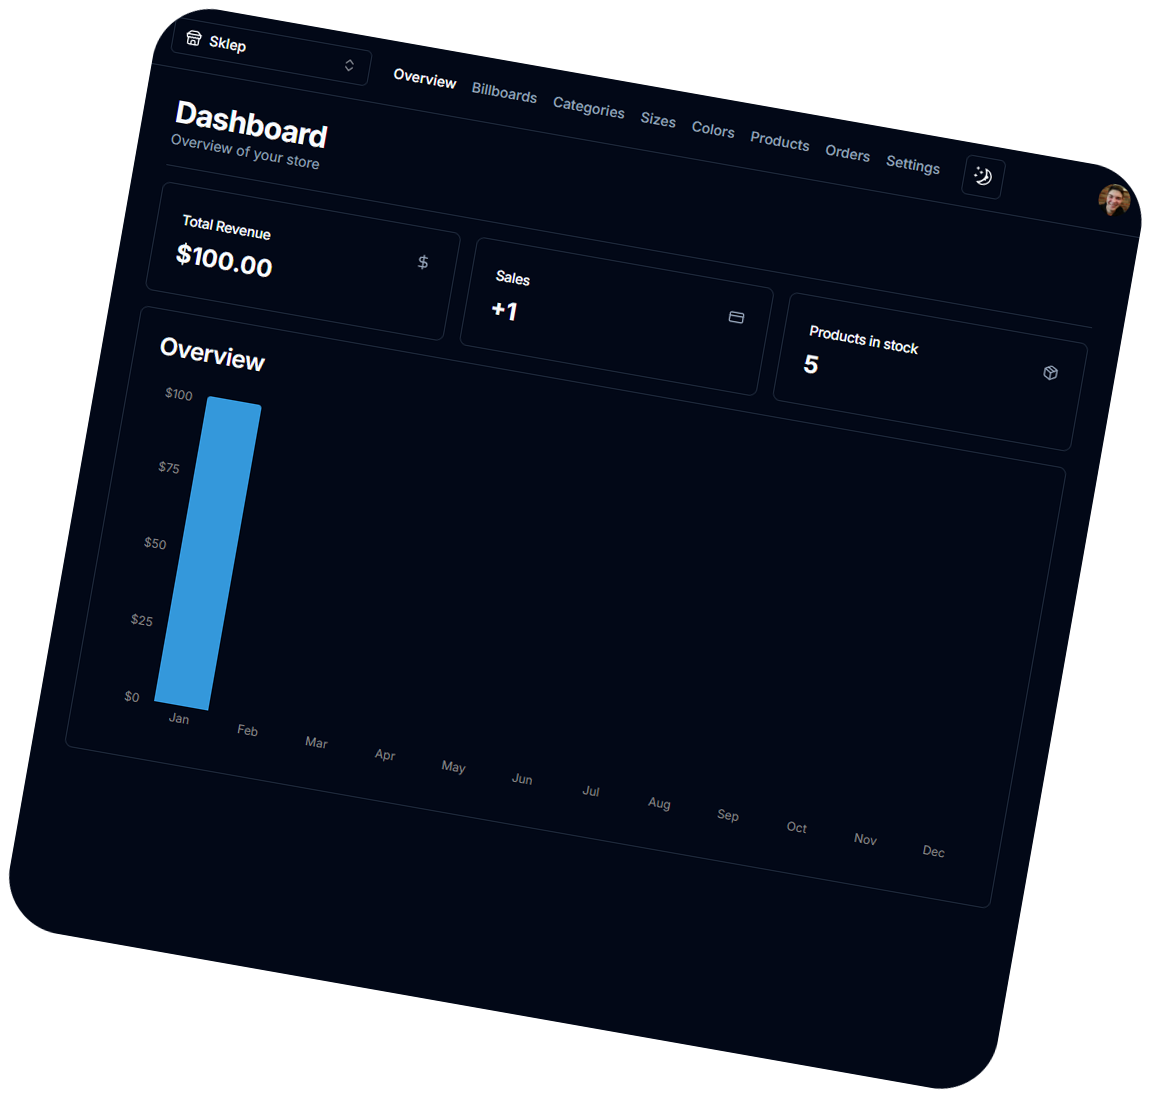 Sklep
Overview Billboards Categories Sizes Colors Products Orders Settings
Dashboard
Overview of your store
Total Revenue
$100.00
Sales
+1
Products in stock
5
Overview
$100
$75
$50
$25
$0
Jan Feb Mar Apr May Jun Jul Aug Sep Oct Nov Dec